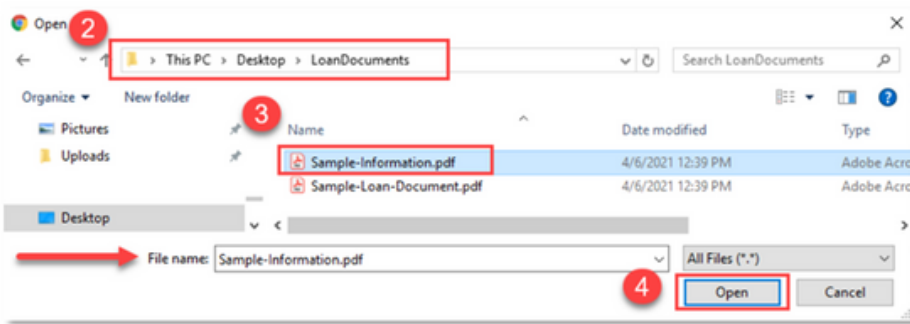 Open
2
This PC > Desktop > LoanDocuments
Search LoanDocuments
Organize
New folder
3
Name
Date modified
Type
Pictures
Uploads
Sample-Information.pdf
4/6/2021 12:39 PM
Adobe Acro
Sample-Loan-Document.pdf
4/6/2021 12:39 PM
Adobe Acro
Desktop
File name:
Sample-Information.pdf
All Files (*.*)
4
Open
Cancel